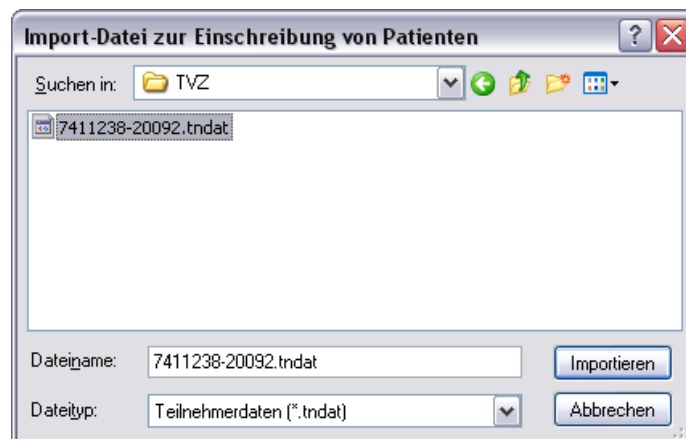 Import-Datei zur Einschreibung von Patienten
Suchen in: TVZ
7411238-20092.tndat
Dateiname: 7411238-20092.tndat Importieren
Dateityp: Teilnehmerdaten (*.tndat) Abbrechen